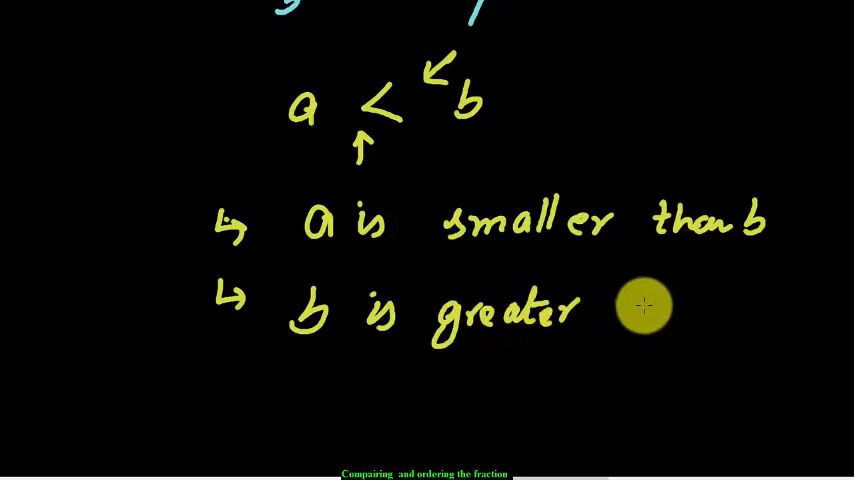 a < b
a is smaller than b
b is greater
Compairing and ordering the fraction